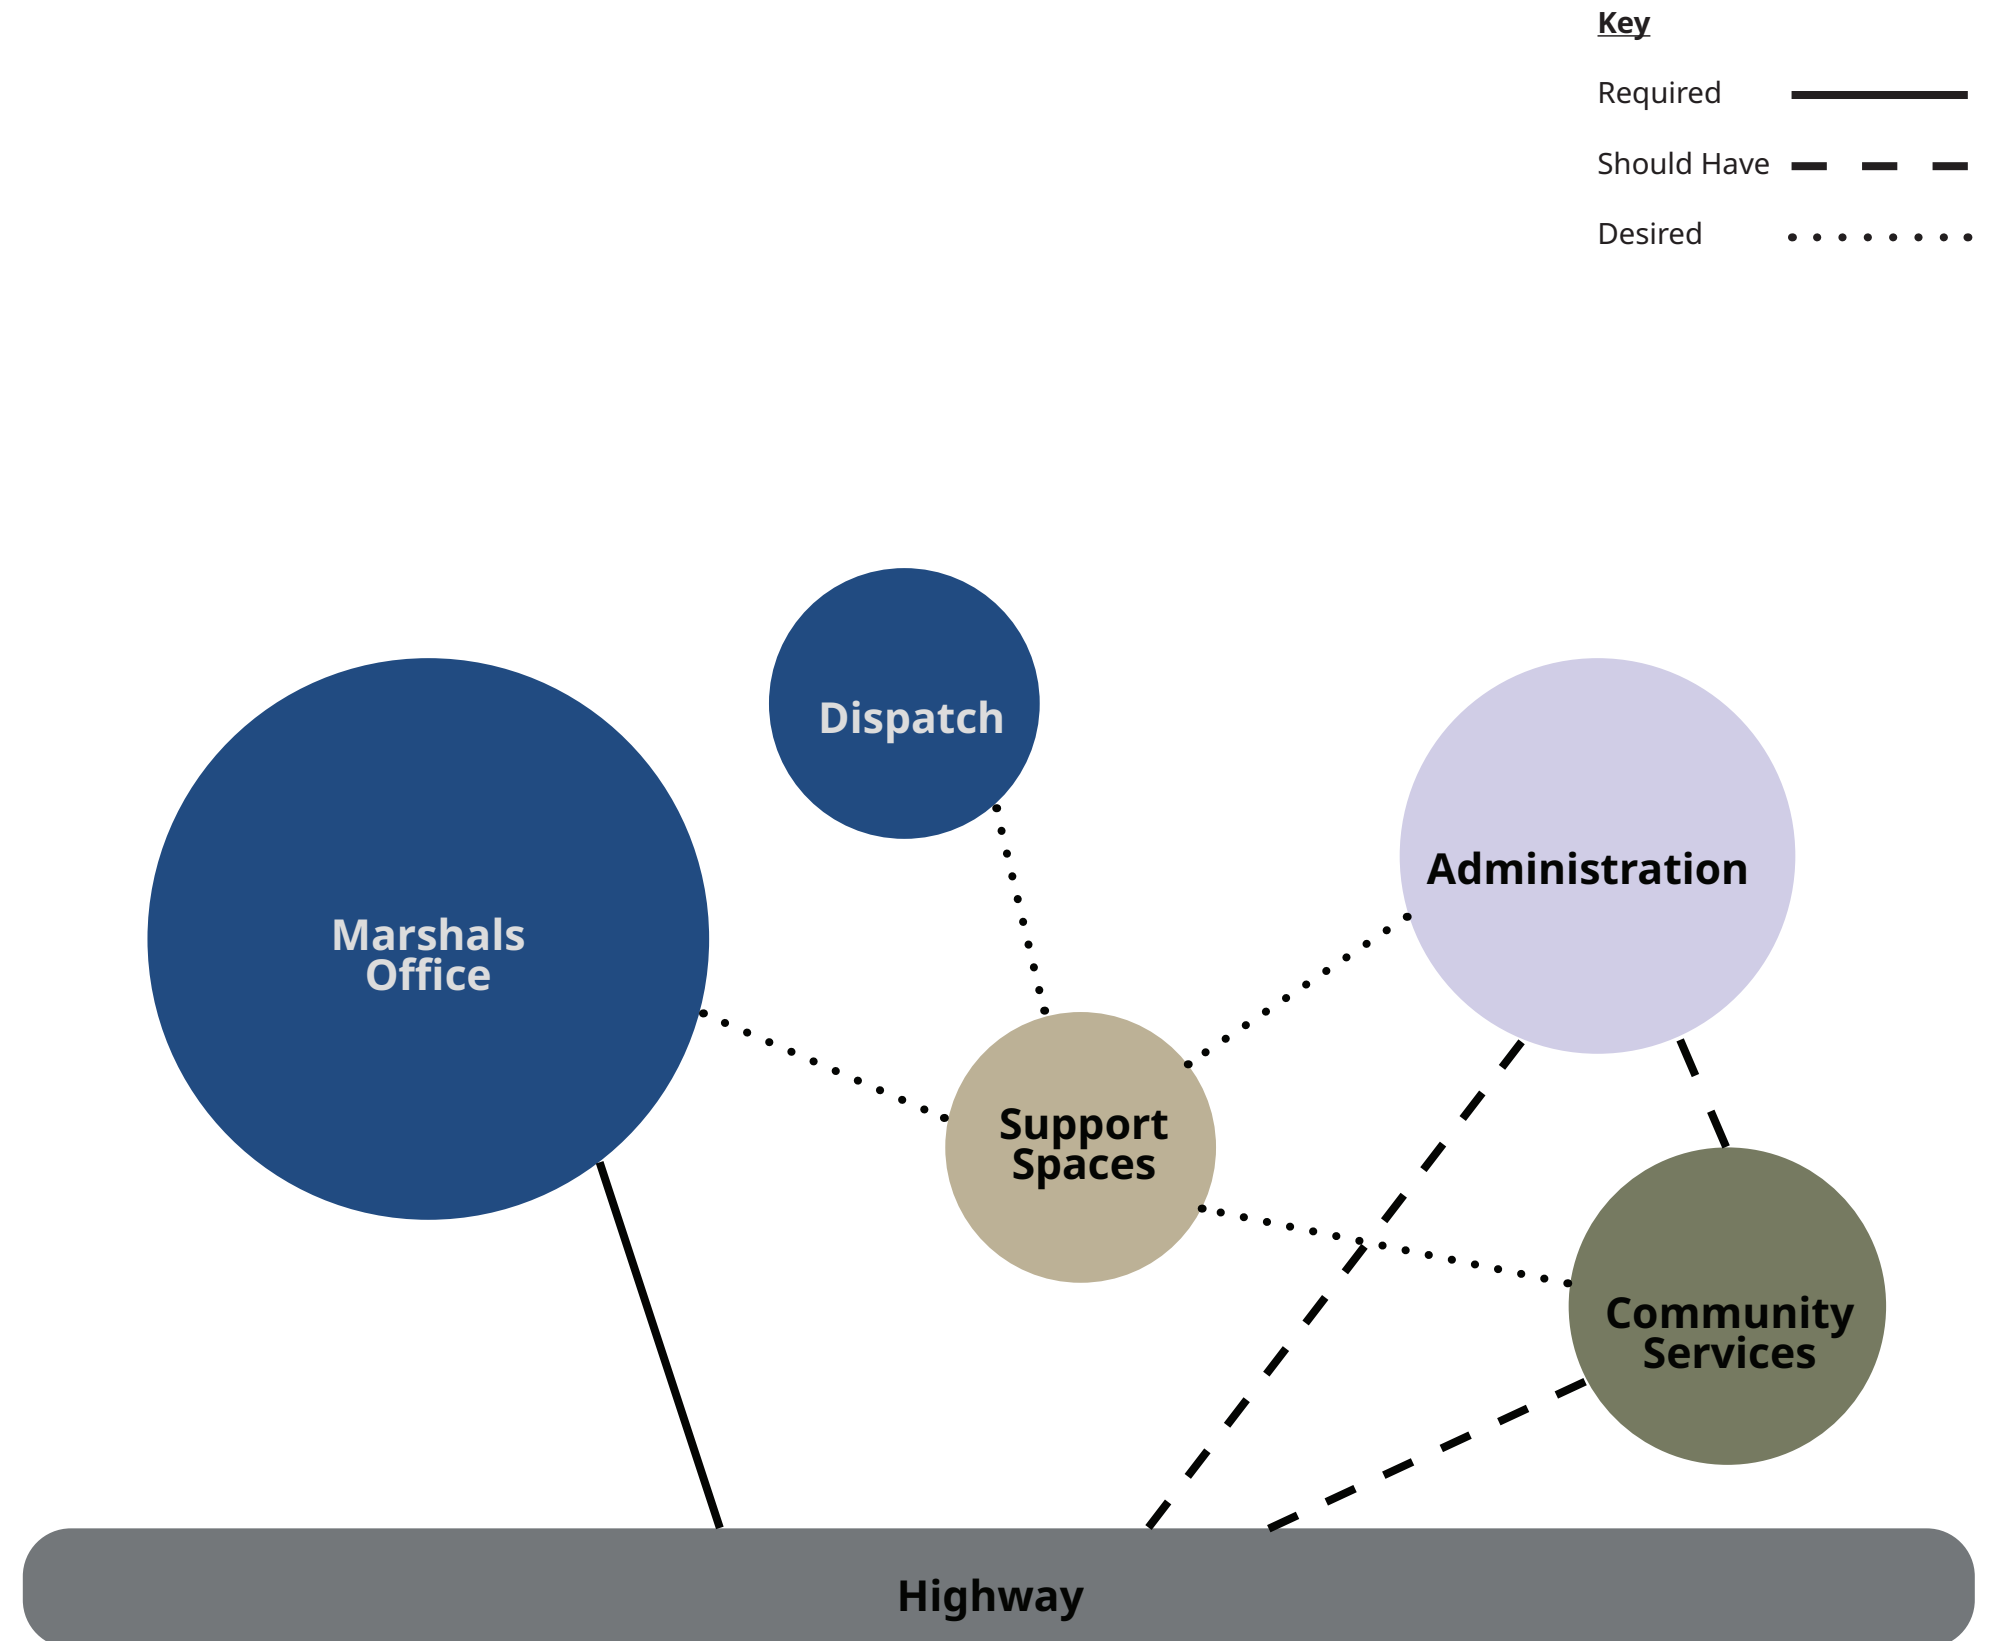 Key
Required
Should Have
Desired
Dispatch
Administration
Marshals
Office
Support
Spaces
Community
Services
Highway